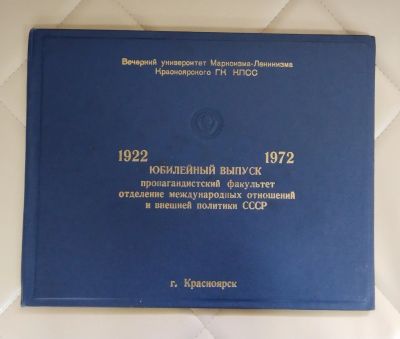 Вечерний университет Марксизма-Ленинизма
Красноярского ГК КПСС
1922 1972
ЮБИЛЕЙНЫЙ ВЫПУСК
пропагандистский факультет
отделение международных отношений
и внешней политики СССР
г. Красноярск